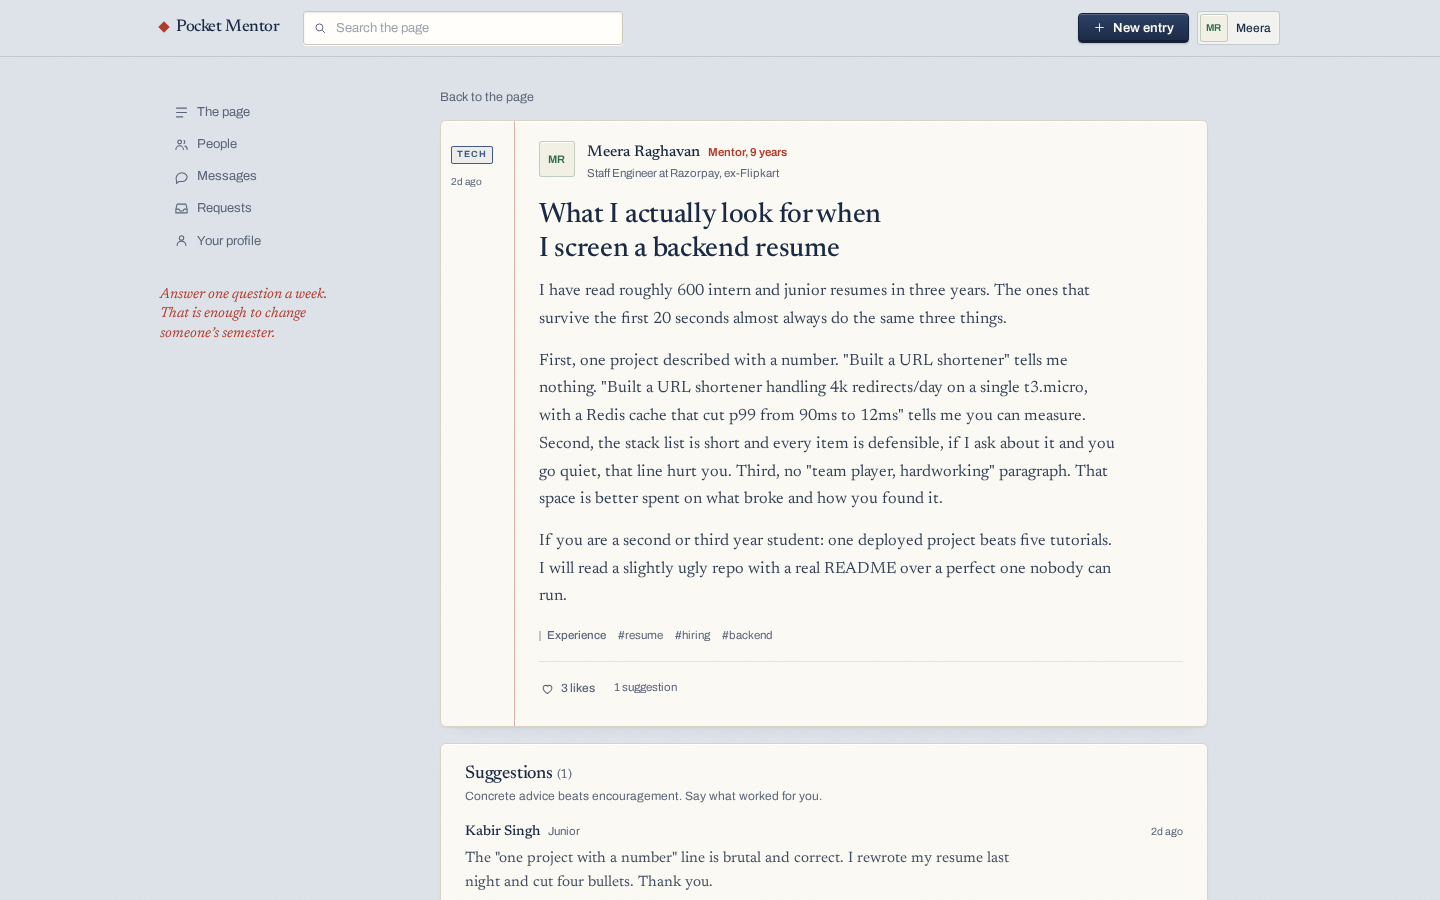 Pocket Mentor
Search the page
New entry
MR
Meera
The page
People
Messages
Requests
Your profile
Answer one question a week.
That is enough to change
someone's semester.
Back to the page
TECH
2d ago
MR
Meera Raghavan Mentor, 9 years
Staff Engineer at Razorpay, ex-Flipkart
What I actually look for when
I screen a backend resume
I have read roughly 600 intern and junior resumes in three years. The ones that
survive the first 20 seconds almost always do the same three things.
First, one project described with a number. "Built a URL shortener" tells me
nothing. "Built a URL shortener handling 4k redirects/day on a single t3.micro,
with a Redis cache that cut p99 from 90ms to 12ms" tells me you can measure.
Second, the stack list is short and every item is defensible, if I ask about it and you
go quiet, that line hurt you. Third, no "team player, hardworking" paragraph. That
space is better spent on what broke and how you found it.
If you are a second or third year student: one deployed project beats five tutorials.
I will read a slightly ugly repo with a real README over a perfect one nobody can
run.
| Experience #resume #hiring #backend
3 likes 1 suggestion
Suggestions (1)
Concrete advice beats encouragement. Say what worked for you.
Kabir Singh Junior 2d ago
The "one project with a number" line is brutal and correct. I rewrote my resume last
night and cut four bullets. Thank you.